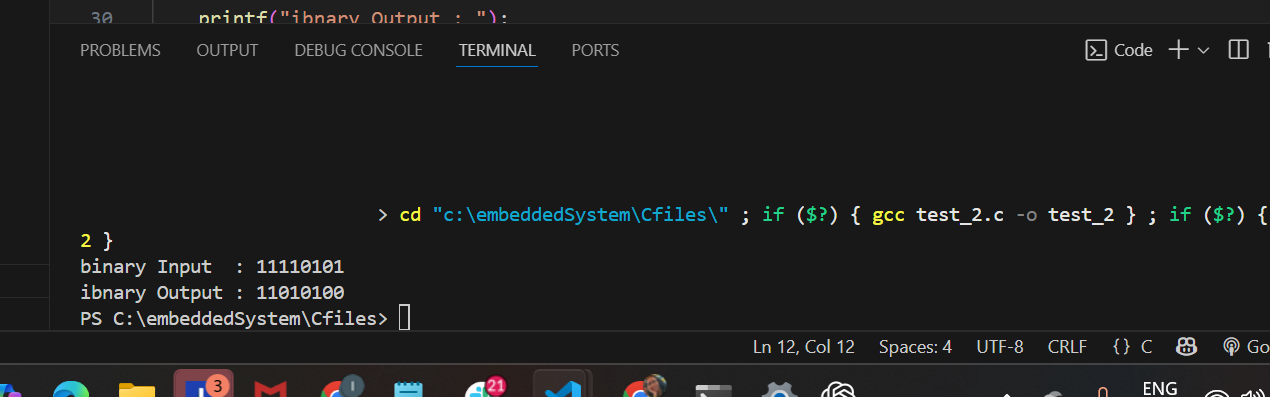 30 printf("ibnary Output : ");
PROBLEMS OUTPUT DEBUG CONSOLE TERMINAL PORTS Code
> cd "c:\embeddedSystem\Cfiles\" ; if ($?) { gcc test_2.c -o test_2 } ; if ($?) {
2 }
binary Input  : 11110101
ibnary Output : 11010100
PS C:\embeddedSystem\Cfiles>
Ln 12, Col 12 Spaces: 4 UTF-8 CRLF {} C Go
3 I 21 ENG